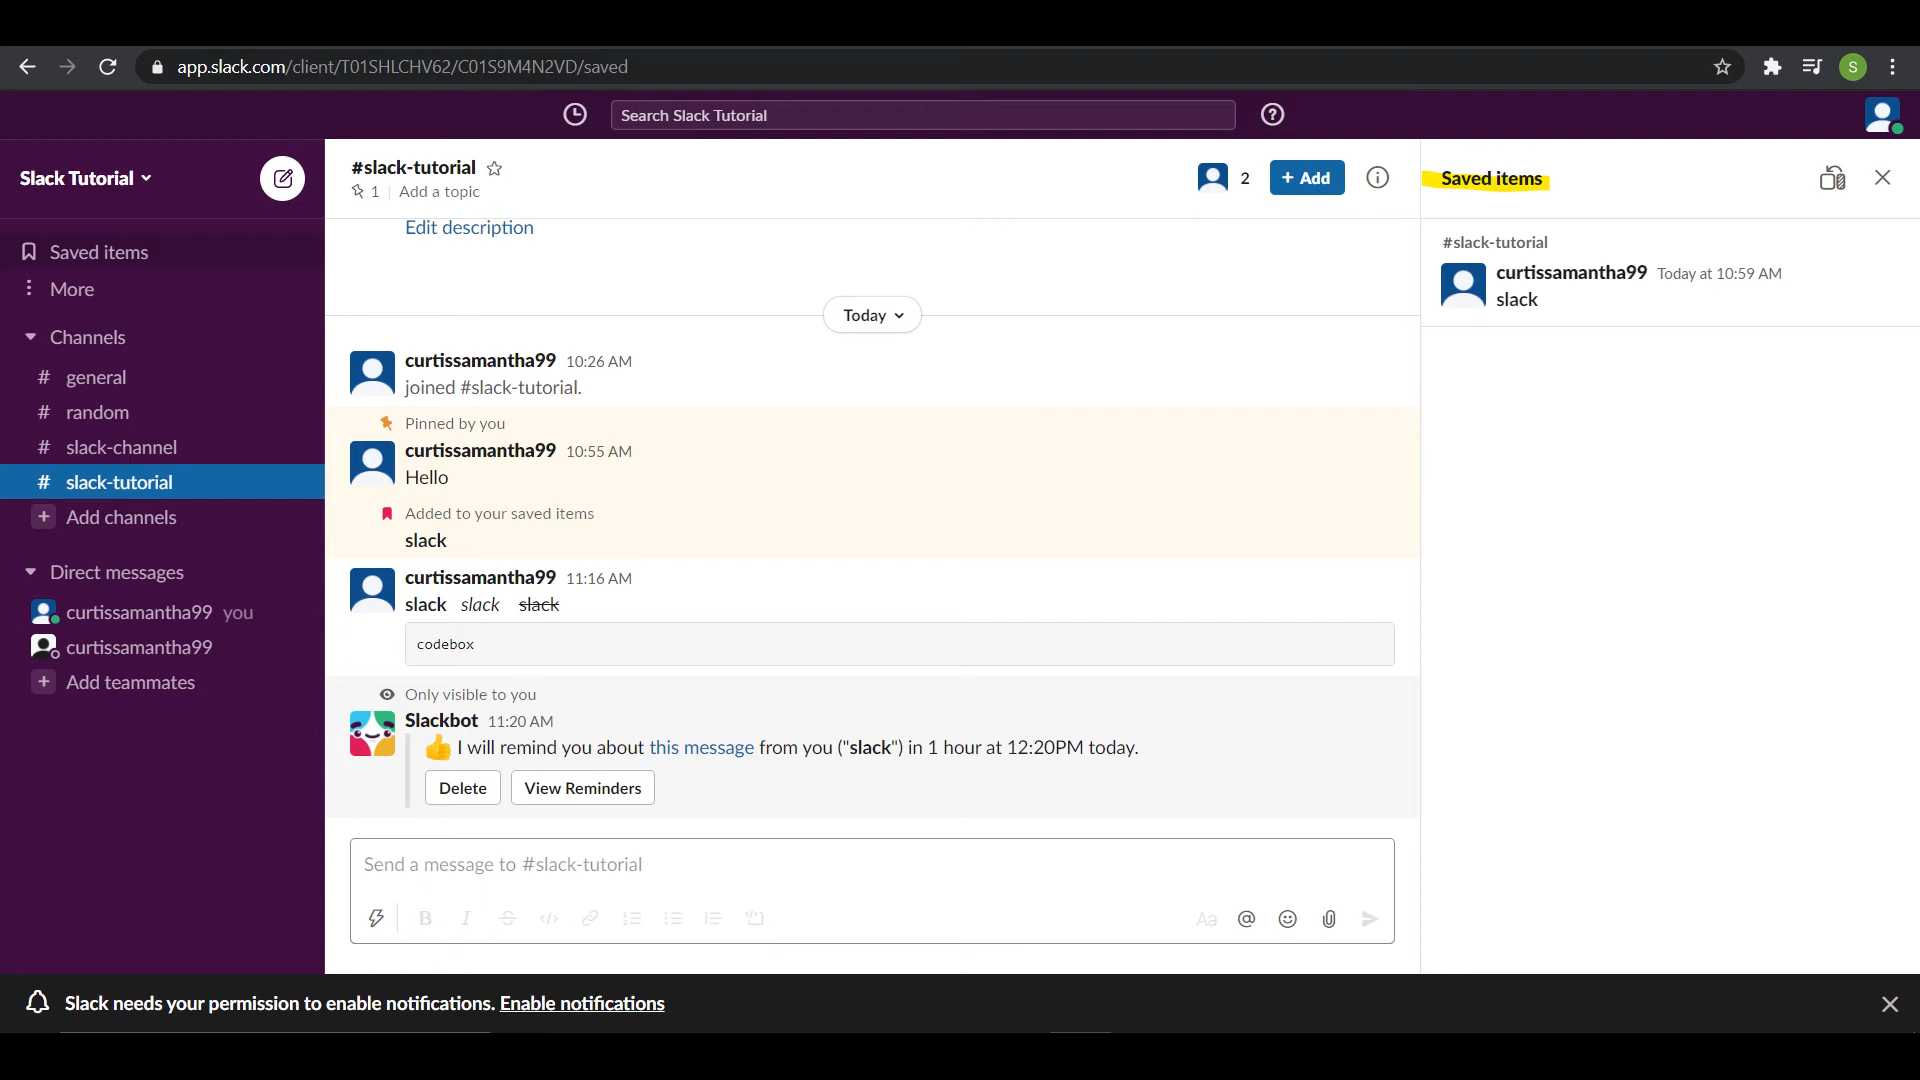 app.slack.com/client/T01SHLCHV62/C01S9M4N2VD/saved
S
Search Slack Tutorial
Slack Tutorial
Saved items
More
Channels
# general
# random
# slack-channel
# slack-tutorial
+ Add channels
Direct messages
curtissamantha99 you
curtissamantha99
+ Add teammates
#slack-tutorial
1 | Add a topic
2
+ Add
Edit description
Today
curtissamantha99 10:26 AM
joined #slack-tutorial.
Pinned by you
curtissamantha99 10:55 AM
Hello
Added to your saved items
slack
curtissamantha99 11:16 AM
slack slack slack
codebox
Only visible to you
Slackbot 11:20 AM
👍 I will remind you about this message from you ("slack") in 1 hour at 12:20PM today.
Delete View Reminders
Send a message to #slack-tutorial
B I S Aa @
Saved items
#slack-tutorial
curtissamantha99 Today at 10:59 AM
slack
Slack needs your permission to enable notifications. Enable notifications